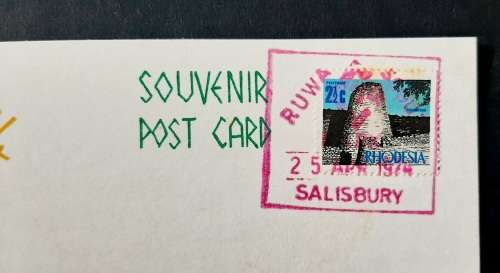 SOUVENIR
POST CARD
RUWA
2½c
RHODESIA
25 APR 1974
SALISBURY